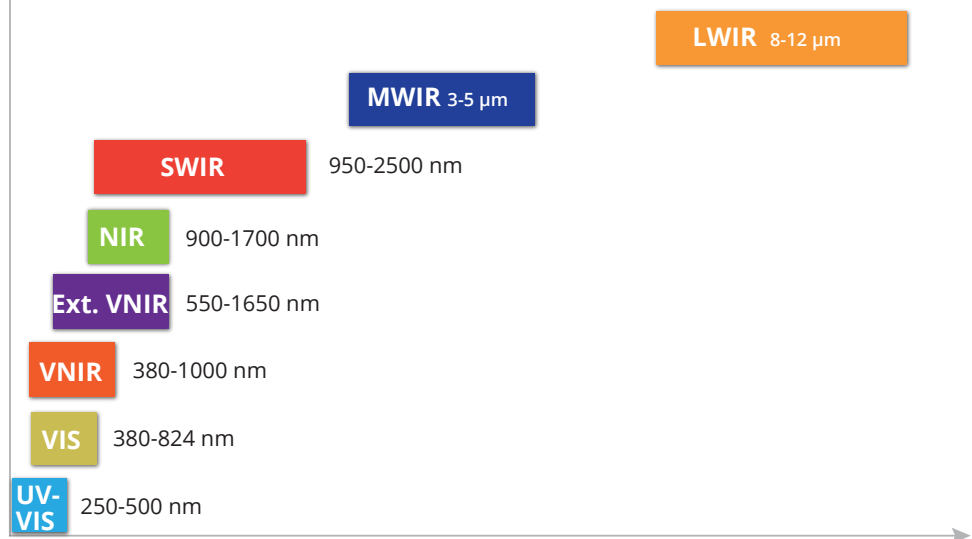 LWIR 8-12 µm
MWIR 3-5 µm
SWIR 950-2500 nm
NIR 900-1700 nm
Ext. VNIR 550-1650 nm
VNIR 380-1000 nm
VIS 380-824 nm
UV-
VIS 250-500 nm